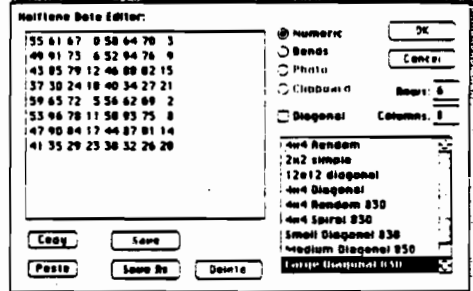 Halftone Data Editor:
55 61 67 0 58 64 70 3
49 91 73 6 52 94 76 9
43 85 79 12 46 88 82 15
37 30 24 18 40 34 27 21
59 65 72 5 56 62 69 2
53 96 78 11 50 93 75 8
47 90 84 17 44 87 81 14
41 35 29 23 38 32 26 20
Copy
Save
Paste
Save As
Delete
Numeric
Bends
Photo
Clipboard
Diagonal
OK
Cancel
Rows: 6
Columns: 8
4x4 Random
2x2 simple
12x12 diagonal
4x4 Diagonal
4x4 Random 830
4x4 Spiral 850
Small Diagonal 830
Medium Diagonal 850
Large Diagonal 850